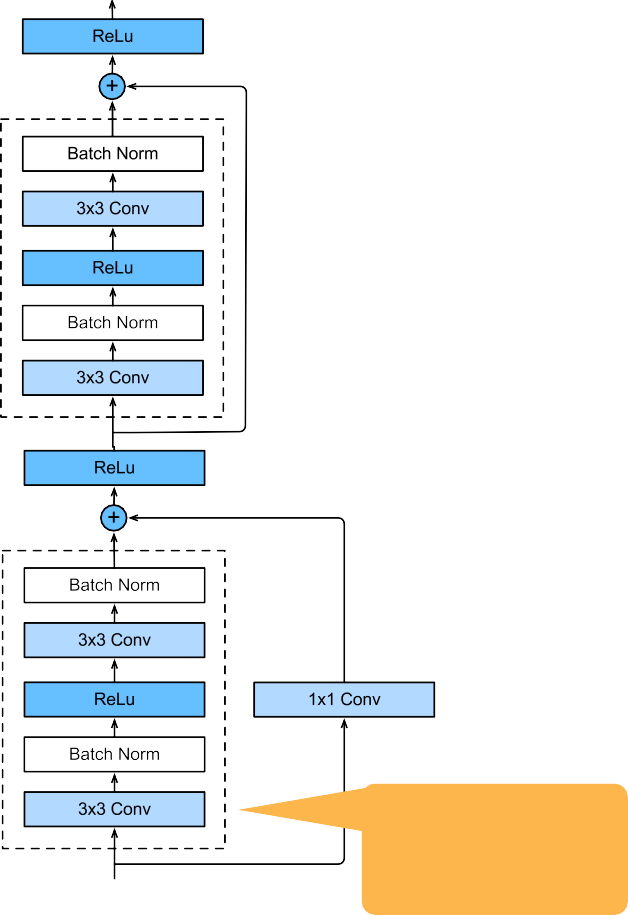 ReLu
+
Batch Norm
3x3 Conv
ReLu
Batch Norm
3x3 Conv
ReLu
+
Batch Norm
3x3 Conv
ReLu
1x1 Conv
Batch Norm
3x3 Conv